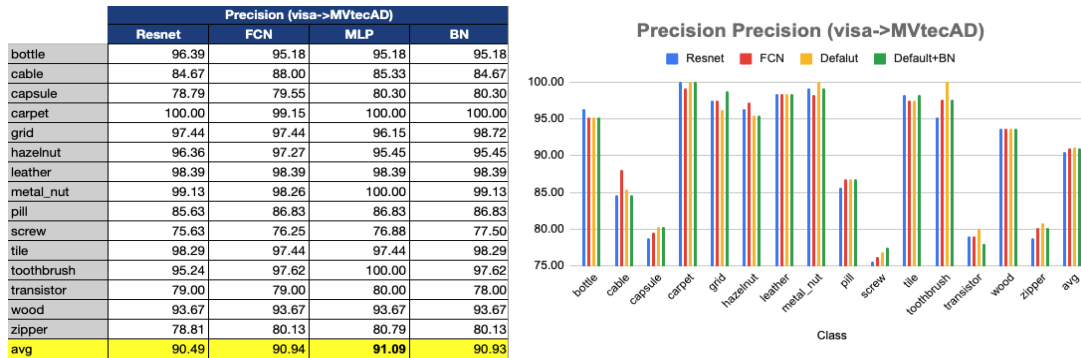 Precision (visa->MVtecAD)
Resnet FCN MLP BN
bottle 96.39 95.18 95.18 95.18
cable 84.67 88.00 85.33 84.67
capsule 78.79 79.55 80.30 80.30
carpet 100.00 99.15 100.00 100.00
grid 97.44 97.44 96.15 98.72
hazelnut 96.36 97.27 95.45 95.45
leather 98.39 98.39 98.39 98.39
metal_nut 99.13 98.26 100.00 99.13
pill 85.63 86.83 86.83 86.83
screw 75.63 76.25 76.88 77.50
tile 98.29 97.44 97.44 98.29
toothbrush 95.24 97.62 100.00 97.62
transistor 79.00 79.00 80.00 78.00
wood 93.67 93.67 93.67 93.67
zipper 78.81 80.13 80.79 80.13
avg 90.49 90.94 91.09 90.93
Precision Precision (visa->MVtecAD)
Resnet FCN Defalut Default+BN
100.00
95.00
90.00
85.00
80.00
75.00
bottle cable capsule carpet grid hazelnut leather metal_nut pill screw tile toothbrush transistor wood zipper avg
Class